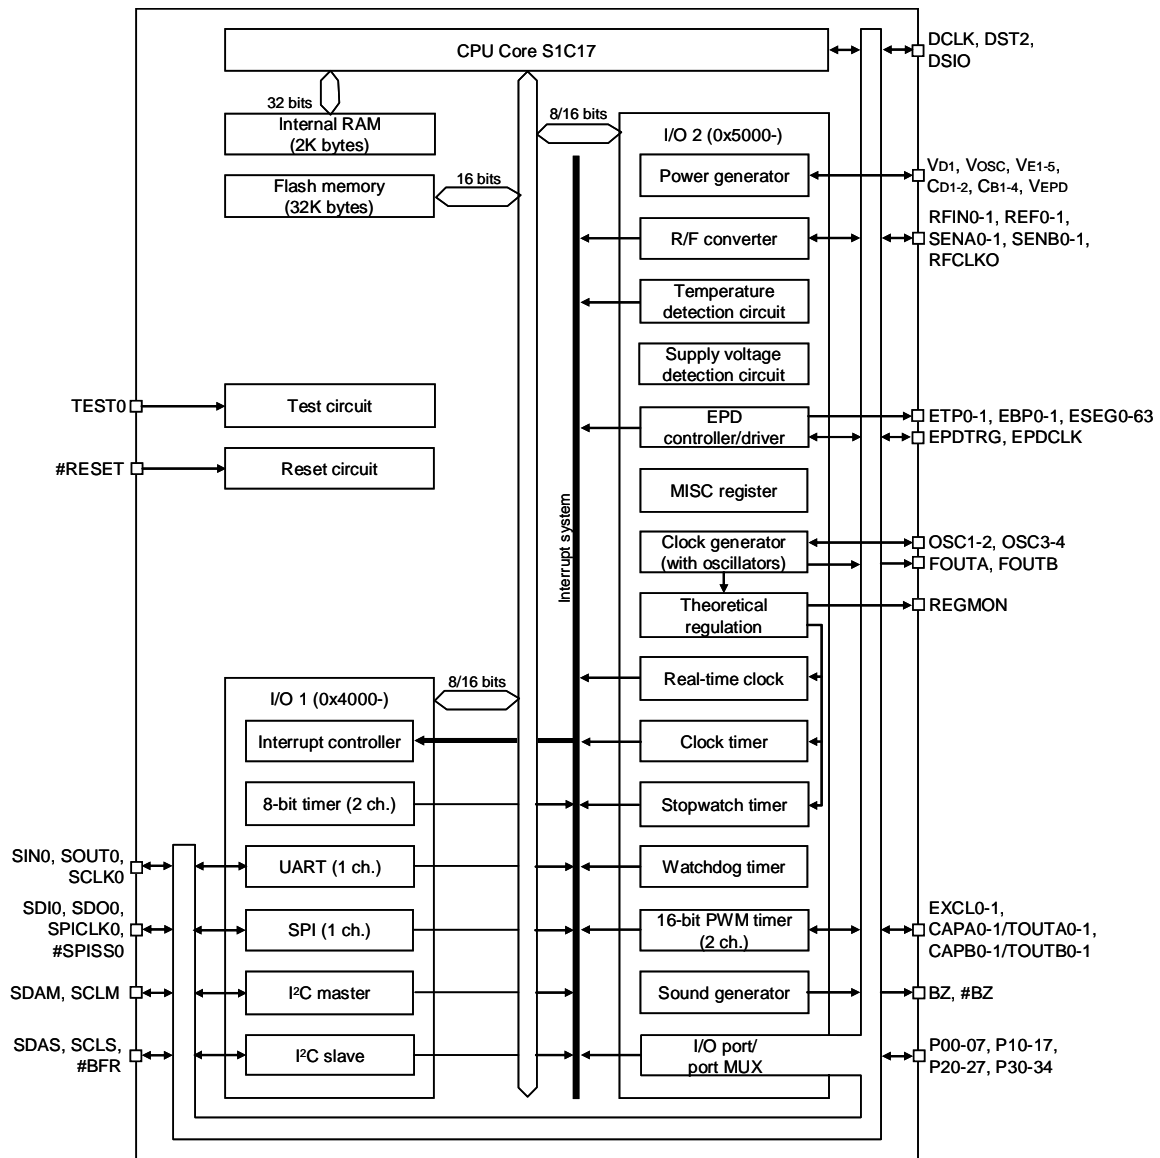 CPU Core S1C17
DCLK, DST2,
DSIO
32 bits
Internal RAM
(2K bytes)
8/16 bits
I/O 2 (0x5000-)
Flash memory
(32K bytes)
16 bits
Power generator
VD1, VOSC, VE1-5,
CD1-2, CB1-4, VEPD
R/F converter
RFIN0-1, REF0-1,
SENA0-1, SENB0-1,
RFCLKO
Temperature
detection circuit
Supply voltage
detection circuit
TEST0
Test circuit
EPD
controller/driver
ETP0-1, EBP0-1, ESEG0-63
EPDTRG, EPDCLK
#RESET
Reset circuit
MISC register
Interrupt system
Clock generator
(with oscillators)
OSC1-2, OSC3-4
FOUTA, FOUTB
Theoretical
regulation
REGMON
Real-time clock
8/16 bits
I/O 1 (0x4000-)
Interrupt controller
Clock timer
8-bit timer (2 ch.)
Stopwatch timer
SIN0, SOUT0,
SCLK0
UART (1 ch.)
Watchdog timer
SDI0, SDO0,
SPICLK0,
#SPISS0
SPI (1 ch.)
16-bit PWM timer
(2 ch.)
EXCL0-1,
CAPA0-1/TOUTA0-1,
CAPB0-1/TOUTB0-1
SDAM, SCLM
I²C master
Sound generator
BZ, #BZ
SDAS, SCLS,
#BFR
I²C slave
I/O port/
port MUX
P00-07, P10-17,
P20-27, P30-34